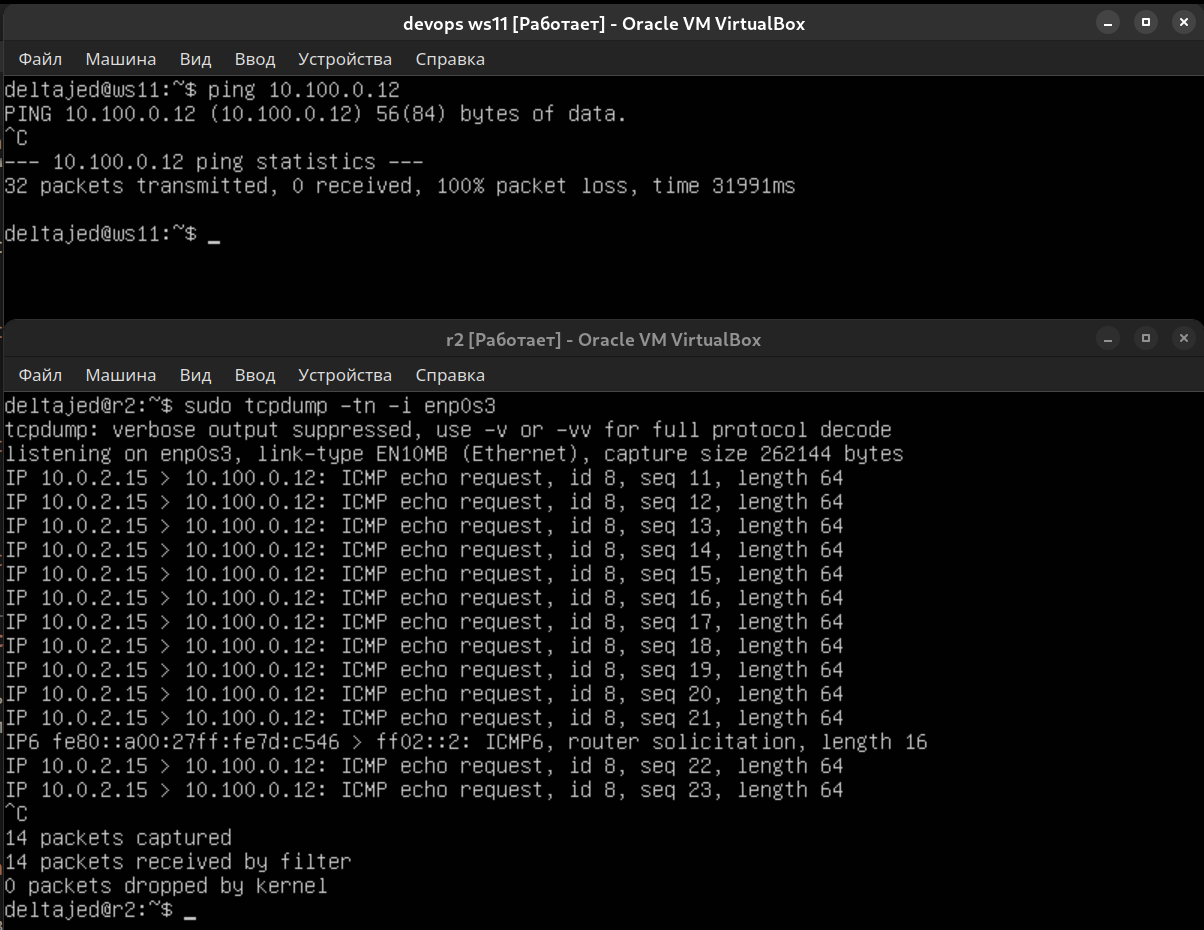 devops ws11 [Работает] - Oracle VM VirtualBox
Файл Машина Вид Ввод Устройства Справка
deltajed@ws11:~$ ping 10.100.0.12
PING 10.100.0.12 (10.100.0.12) 56(84) bytes of data.
^C
--- 10.100.0.12 ping statistics ---
32 packets transmitted, 0 received, 100% packet loss, time 31991ms
deltajed@ws11:~$ _
r2 [Работает] - Oracle VM VirtualBox
Файл Машина Вид Ввод Устройства Справка
deltajed@r2:~$ sudo tcpdump -tn -i enp0s3
tcpdump: verbose output suppressed, use -v or -vv for full protocol decode
listening on enp0s3, link-type EN10MB (Ethernet), capture size 262144 bytes
IP 10.0.2.15 > 10.100.0.12: ICMP echo request, id 8, seq 11, length 64
IP 10.0.2.15 > 10.100.0.12: ICMP echo request, id 8, seq 12, length 64
IP 10.0.2.15 > 10.100.0.12: ICMP echo request, id 8, seq 13, length 64
IP 10.0.2.15 > 10.100.0.12: ICMP echo request, id 8, seq 14, length 64
IP 10.0.2.15 > 10.100.0.12: ICMP echo request, id 8, seq 15, length 64
IP 10.0.2.15 > 10.100.0.12: ICMP echo request, id 8, seq 16, length 64
IP 10.0.2.15 > 10.100.0.12: ICMP echo request, id 8, seq 17, length 64
IP 10.0.2.15 > 10.100.0.12: ICMP echo request, id 8, seq 18, length 64
IP 10.0.2.15 > 10.100.0.12: ICMP echo request, id 8, seq 19, length 64
IP 10.0.2.15 > 10.100.0.12: ICMP echo request, id 8, seq 20, length 64
IP 10.0.2.15 > 10.100.0.12: ICMP echo request, id 8, seq 21, length 64
IP6 fe80::a00:27ff:fe7d:c546 > ff02::2: ICMP6, router solicitation, length 16
IP 10.0.2.15 > 10.100.0.12: ICMP echo request, id 8, seq 22, length 64
IP 10.0.2.15 > 10.100.0.12: ICMP echo request, id 8, seq 23, length 64
^C
14 packets captured
14 packets received by filter
0 packets dropped by kernel
deltajed@r2:~$ _